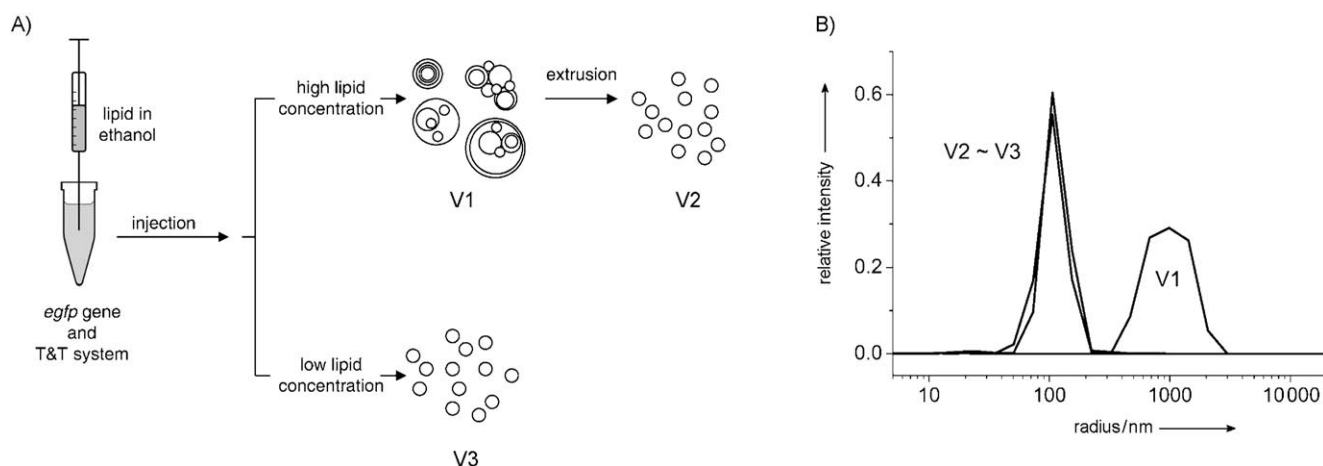 A)
lipid in
ethanol
injection
egfp gene
and
T&T system
high lipid
concentration
V1
extrusion
V2
low lipid
concentration
V3
B)
relative intensity
0.6
0.4
0.2
0.0
V2 ~ V3
V1
10
100
1000
10000
radius/nm